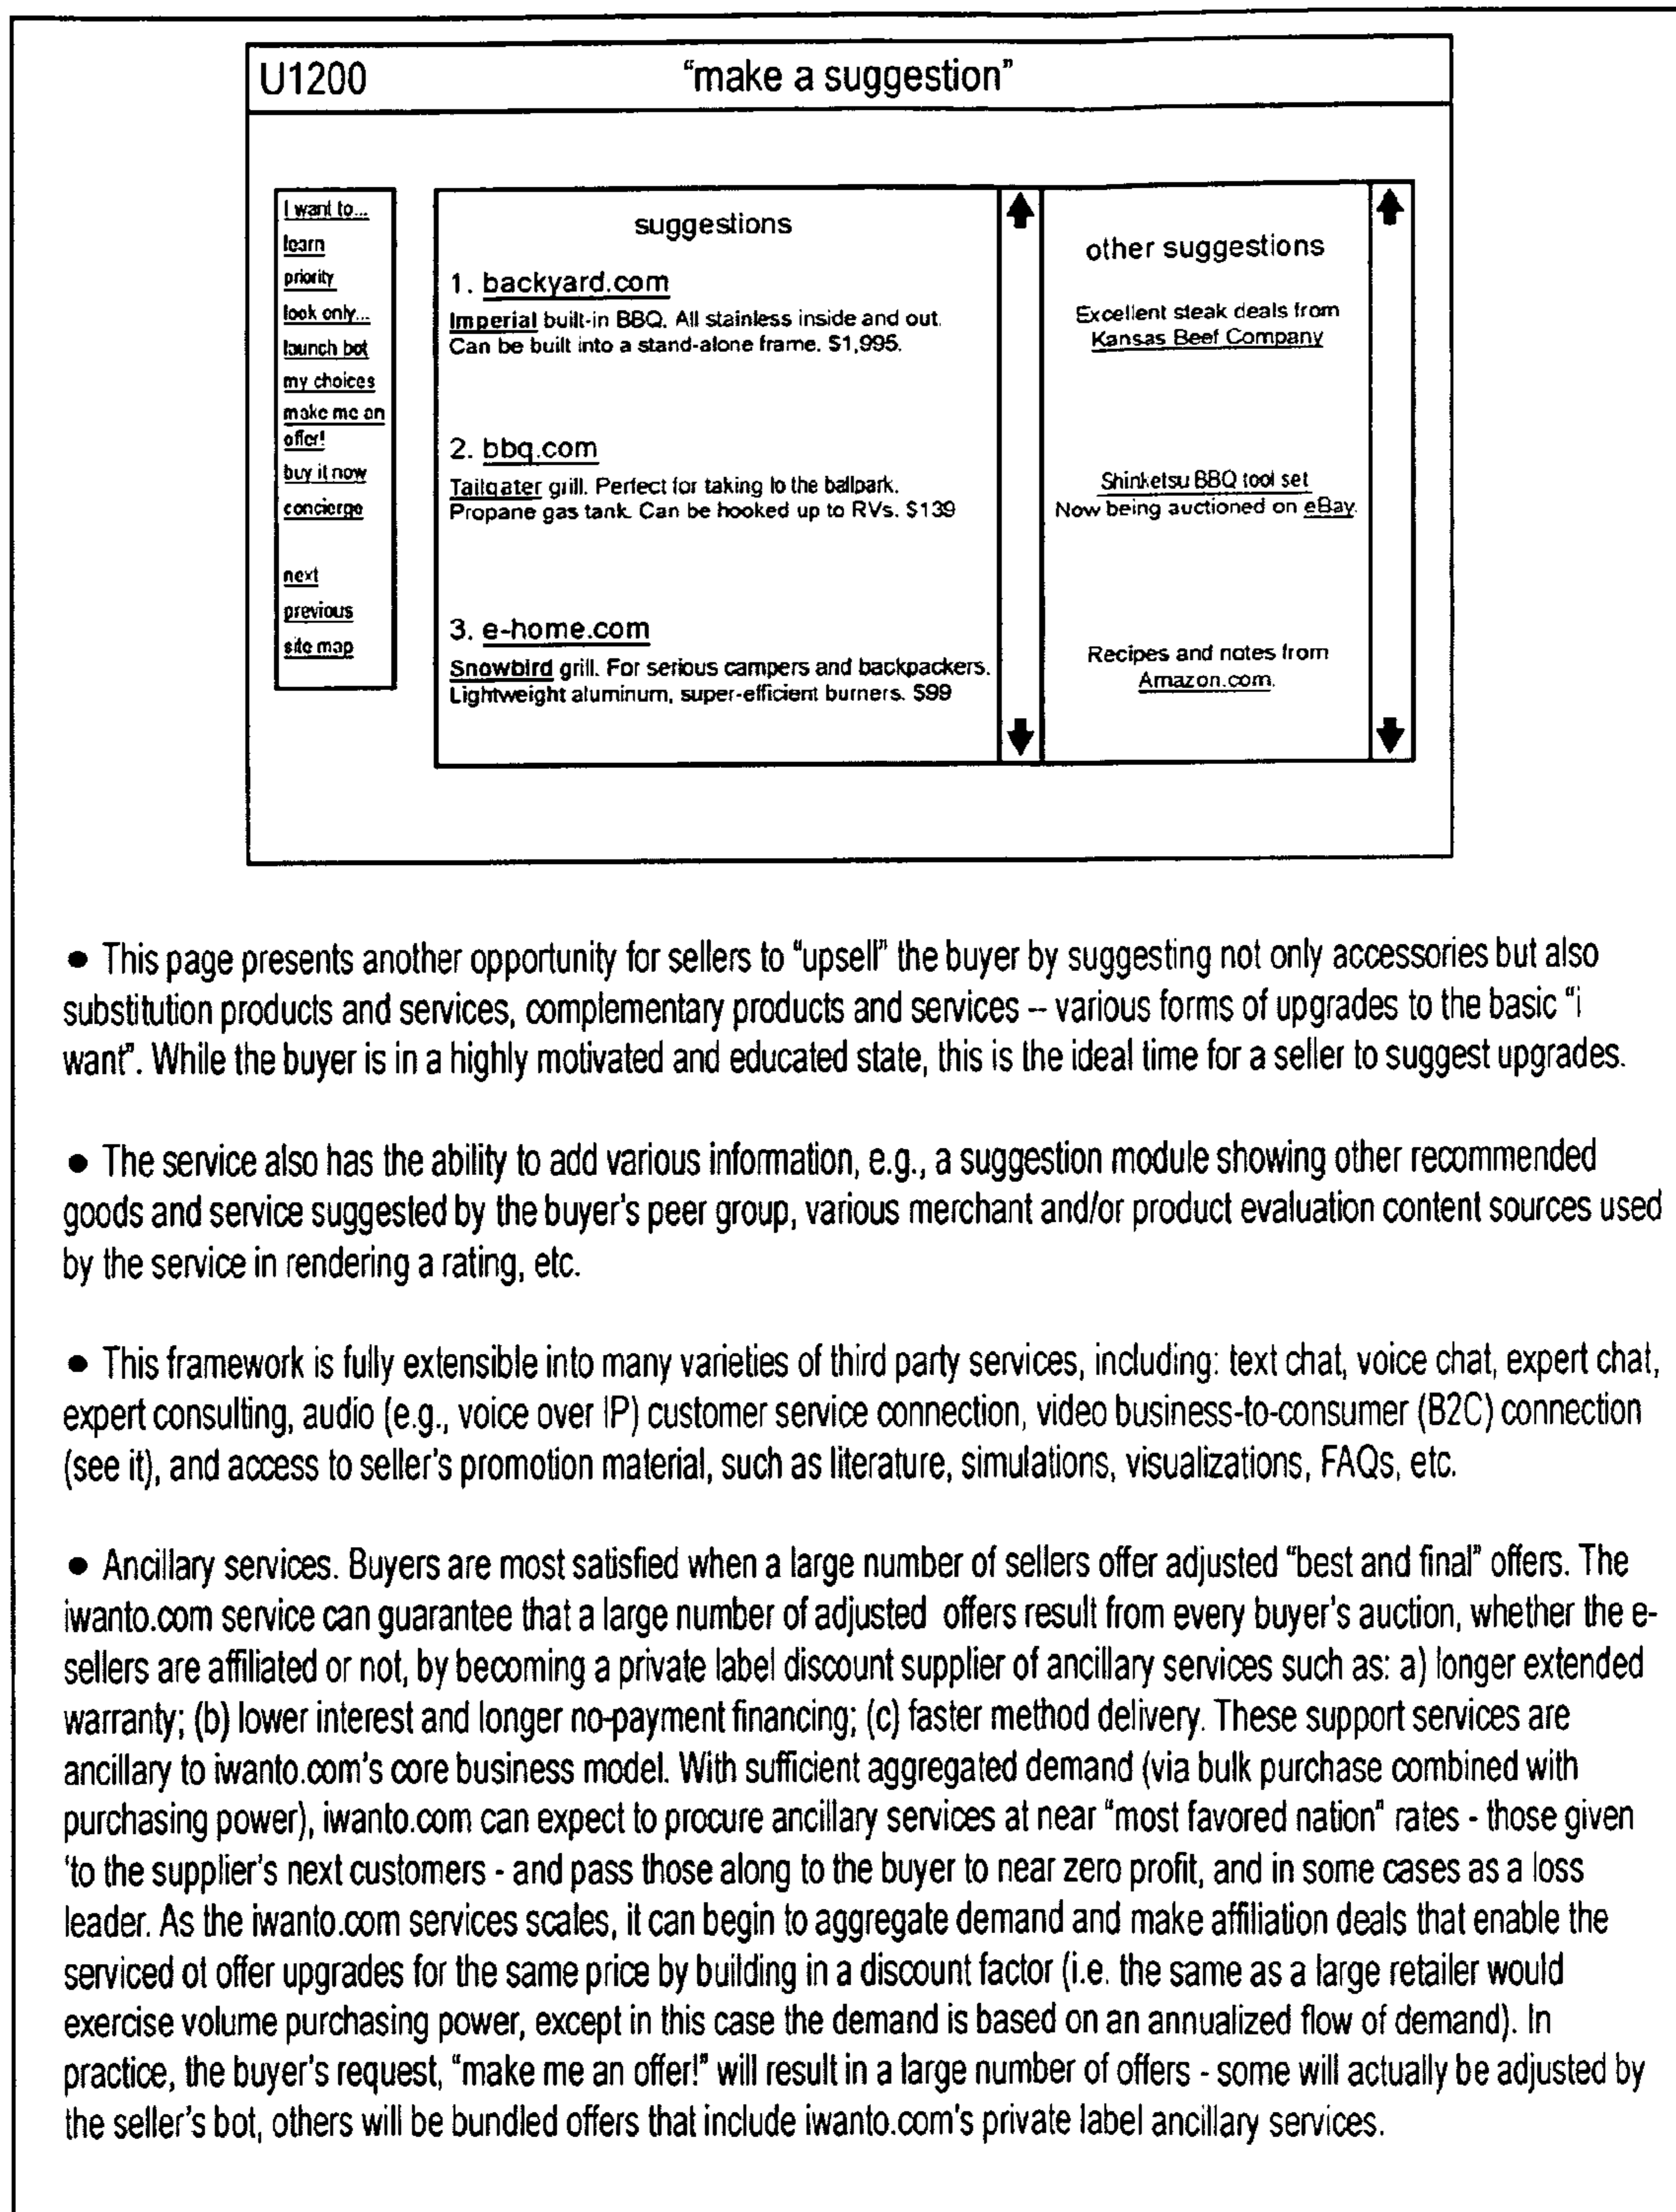 U1200 "make a suggestion"
I want to...
learn
priority
look only...
launch bot
my choices
make me an
offer!
buy it now
concierge
next
previous
site map
suggestions
1. backyard.com
Imperial built-in BBQ. All stainless inside and out.
Can be built into a stand-alone frame. $1,995.
2. bbq.com
Tailgater grill. Perfect for taking to the ballpark.
Propane gas tank. Can be hooked up to RVs. $139
3. e-home.com
Snowbird grill. For serious campers and backpackers.
Lightweight aluminum, super-efficient burners. $99
other suggestions
Excellent steak deals from
Kansas Beef Company
Shinketsu BBQ tool set
Now being auctioned on eBay.
Recipes and notes from
Amazon.com.
• This page presents another opportunity for sellers to "upsell" the buyer by suggesting not only accessories but also
substitution products and services, complementary products and services -- various forms of upgrades to the basic "i
want". While the buyer is in a highly motivated and educated state, this is the ideal time for a seller to suggest upgrades.
• The service also has the ability to add various information, e.g., a suggestion module showing other recommended
goods and service suggested by the buyer's peer group, various merchant and/or product evaluation content sources used
by the service in rendering a rating, etc.
• This framework is fully extensible into many varieties of third party services, including: text chat, voice chat, expert chat,
expert consulting, audio (e.g., voice over IP) customer service connection, video business-to-consumer (B2C) connection
(see it), and access to seller's promotion material, such as literature, simulations, visualizations, FAQs, etc.
• Ancillary services. Buyers are most satisfied when a large number of sellers offer adjusted "best and final" offers. The
iwanto.com service can guarantee that a large number of adjusted offers result from every buyer's auction, whether the e-
sellers are affiliated or not, by becoming a private label discount supplier of ancillary services such as: a) longer extended
warranty; (b) lower interest and longer no-payment financing; (c) faster method delivery. These support services are
ancillary to iwanto.com's core business model. With sufficient aggregated demand (via bulk purchase combined with
purchasing power), iwanto.com can expect to procure ancillary services at near "most favored nation" rates - those given
'to the supplier's next customers - and pass those along to the buyer to near zero profit, and in some cases as a loss
leader. As the iwanto.com services scales, it can begin to aggregate demand and make affiliation deals that enable the
serviced ot offer upgrades for the same price by building in a discount factor (i.e. the same as a large retailer would
exercise volume purchasing power, except in this case the demand is based on an annualized flow of demand). In
practice, the buyer's request, "make me an offer!" will result in a large number of offers - some will actually be adjusted by
the seller's bot, others will be bundled offers that include iwanto.com's private label ancillary services.